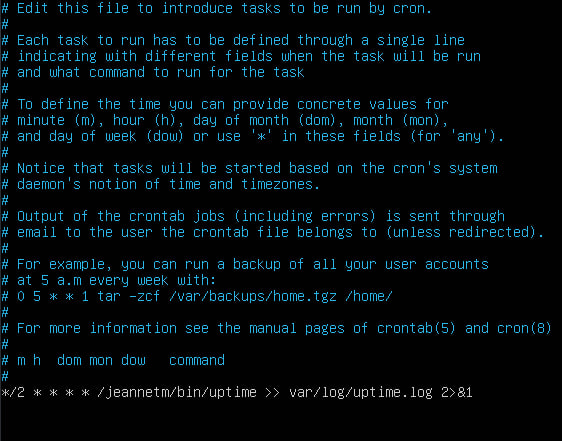 # Edit this file to introduce tasks to be run by cron.
#
# Each task to run has to be defined through a single line
# indicating with different fields when the task will be run
# and what command to run for the task
#
# To define the time you can provide concrete values for
# minute (m), hour (h), day of month (dom), month (mon),
# and day of week (dow) or use '*' in these fields (for 'any').
#
# Notice that tasks will be started based on the cron's system
# daemon's notion of time and timezones.
#
# Output of the crontab jobs (including errors) is sent through
# email to the user the crontab file belongs to (unless redirected).
#
# For example, you can run a backup of all your user accounts
# at 5 a.m every week with:
# 0 5 * * 1 tar -zcf /var/backups/home.tgz /home/
#
# For more information see the manual pages of crontab(5) and cron(8)
#
# m h  dom mon dow   command
#
*/2 * * * * /jeannetm/bin/uptime >> var/log/uptime.log 2>&1